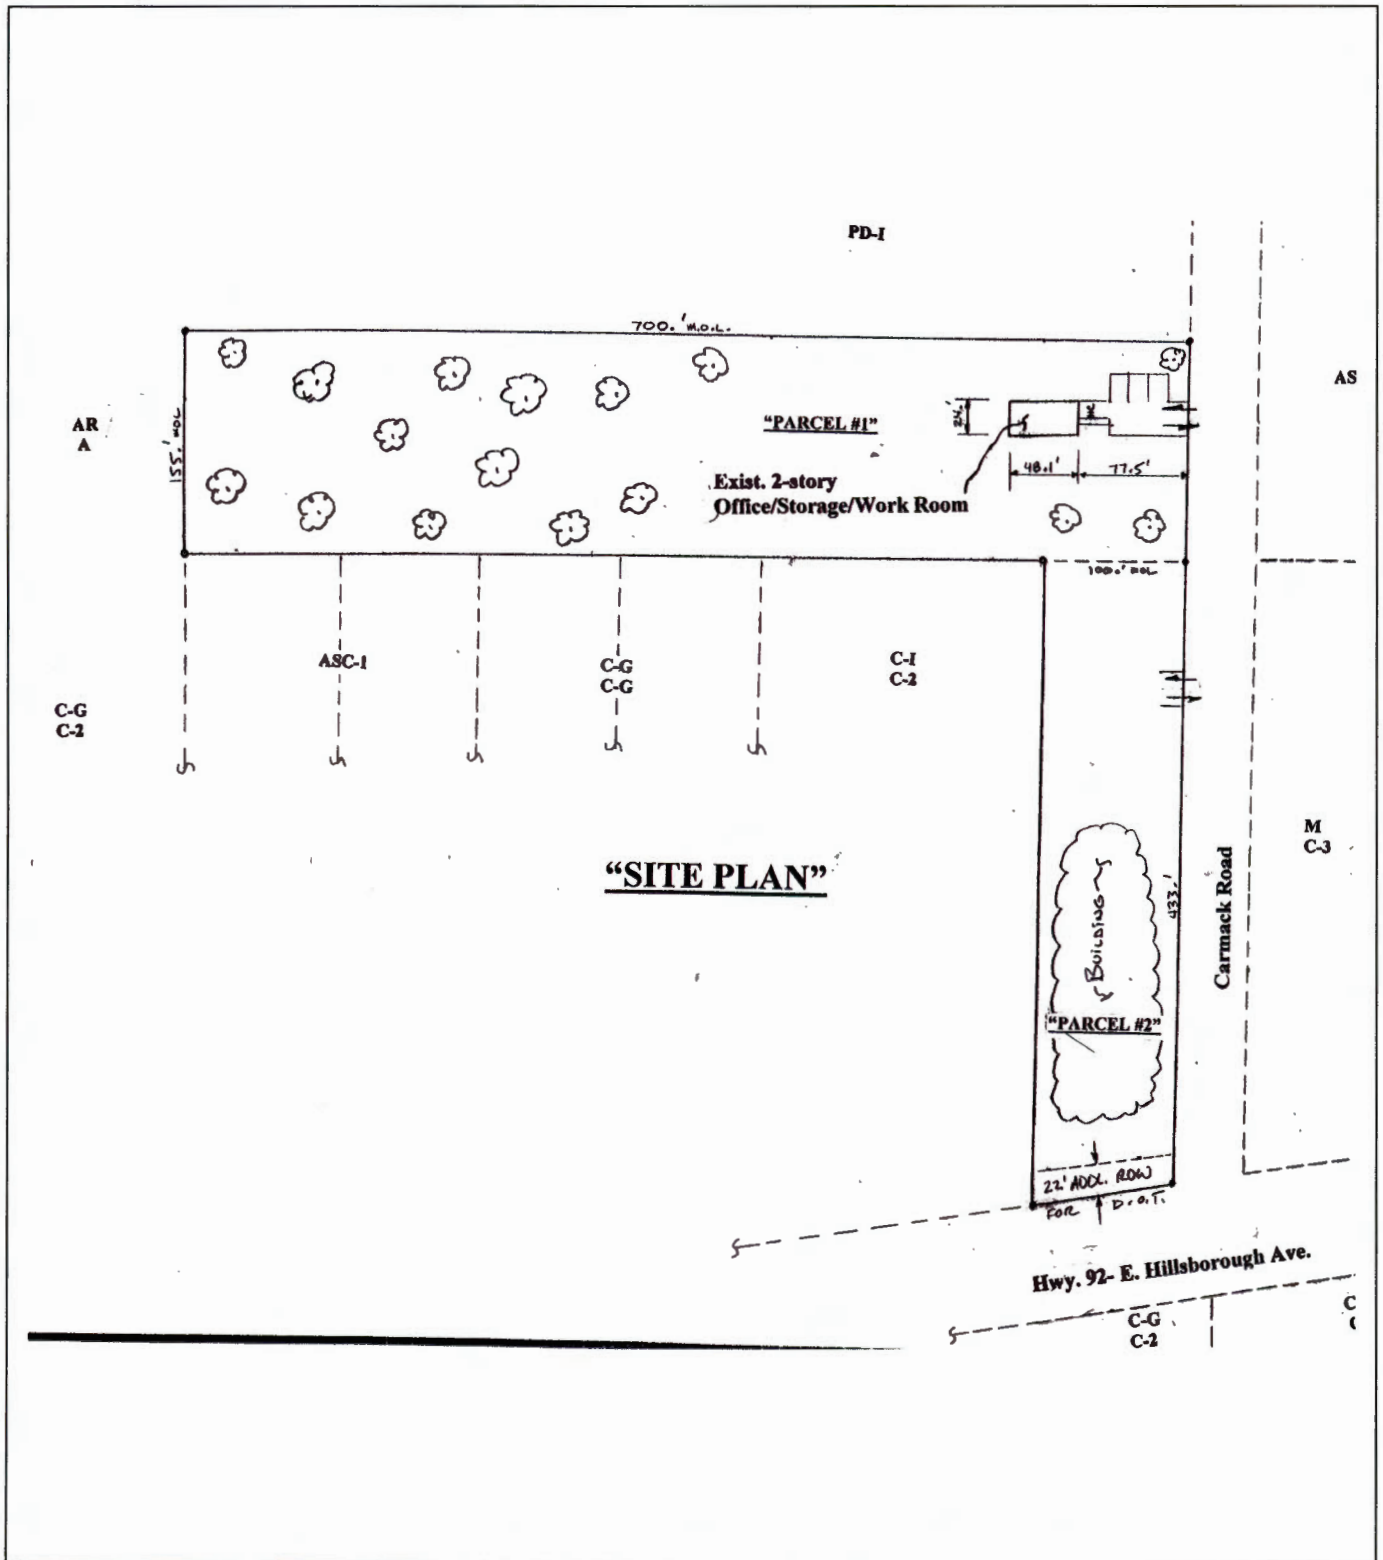 PD-I
700.' M.O.L.
AS
AR
A
155.' MOL
"PARCEL #1"
24.'
HC
48.1'
77.5'
Exist. 2-story
Office/Storage/Work Room
100.' MOL
ASC-1
C-G
C-G
C-I
C-2
C-G
C-2
M
C-3
"SITE PLAN"
Carmack Road
433.'
BUILDING
"PARCEL #2"
22' ADDL. ROW
FOR D.O.T.
Hwy. 92- E. Hillsborough Ave.
C-G
C-2
C